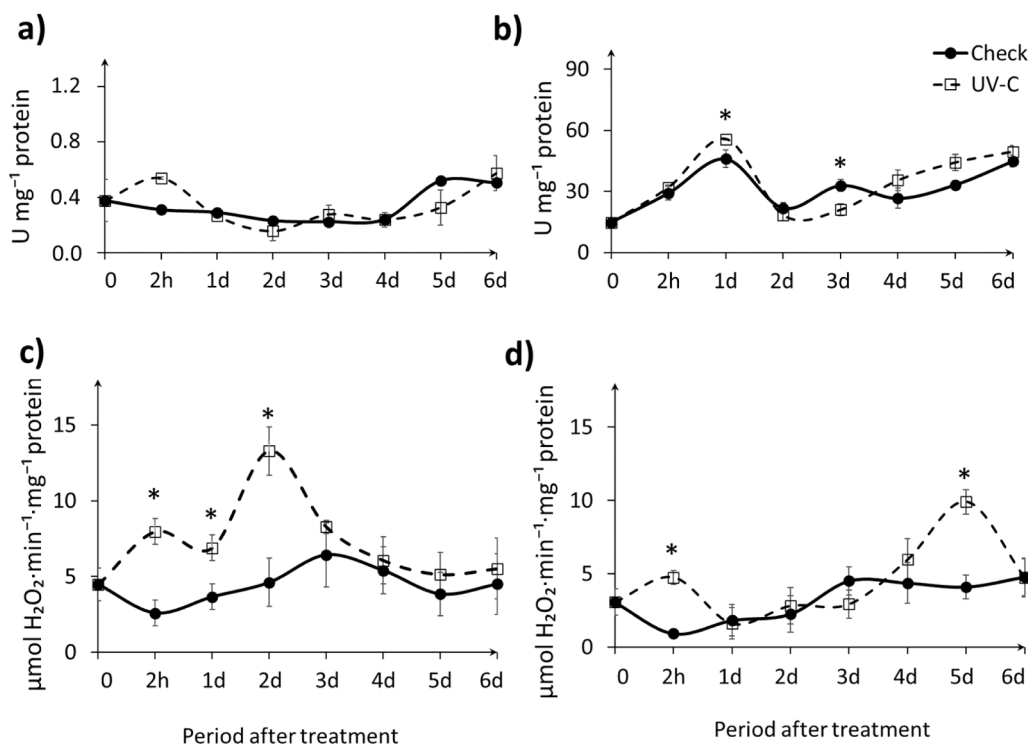 a)
U mg⁻¹ protein
1.2
0.8
0.4
0.0
0 2h 1d 2d 3d 4d 5d 6d
b)
U mg⁻¹ protein
90
60
30
0
* *
0 2h 1d 2d 3d 4d 5d 6d
Check
UV-C
c)
µmol H₂O₂·min⁻¹·mg⁻¹ protein
15
10
5
0
* * *
0 2h 1d 2d 3d 4d 5d 6d
Period after treatment
d)
µmol H₂O₂·min⁻¹·mg⁻¹ protein
15
10
5
0
* *
0 2h 1d 2d 3d 4d 5d 6d
Period after treatment